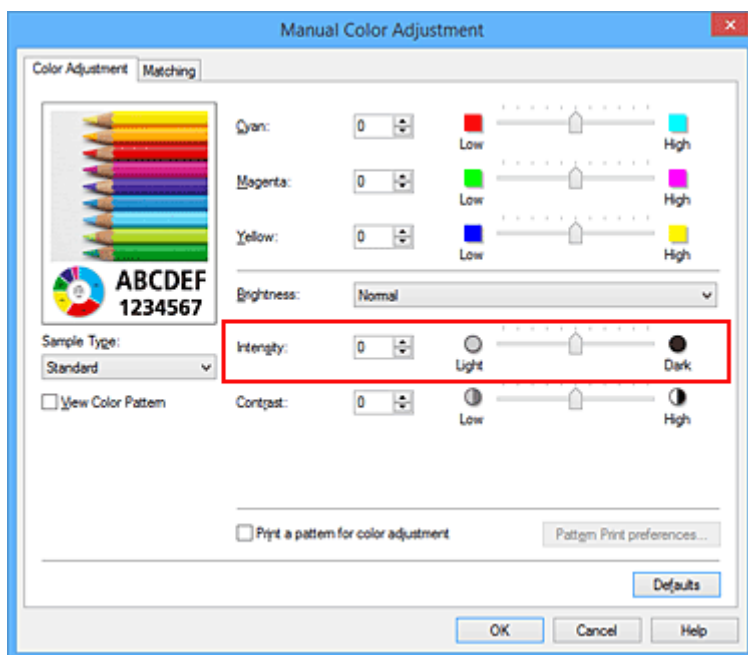 Manual Color Adjustment
Color Adjustment Matching
ABCDEF
1234567
Sample Type:
Standard
View Color Pattern
Cyan: 0 Low High
Magenta: 0 Low High
Yellow: 0 Low High
Brightness: Normal
Intensity: 0 Light Dark
Contrast: 0 Low High
Print a pattern for color adjustment Pattern Print preferences...
Defaults
OK Cancel Help